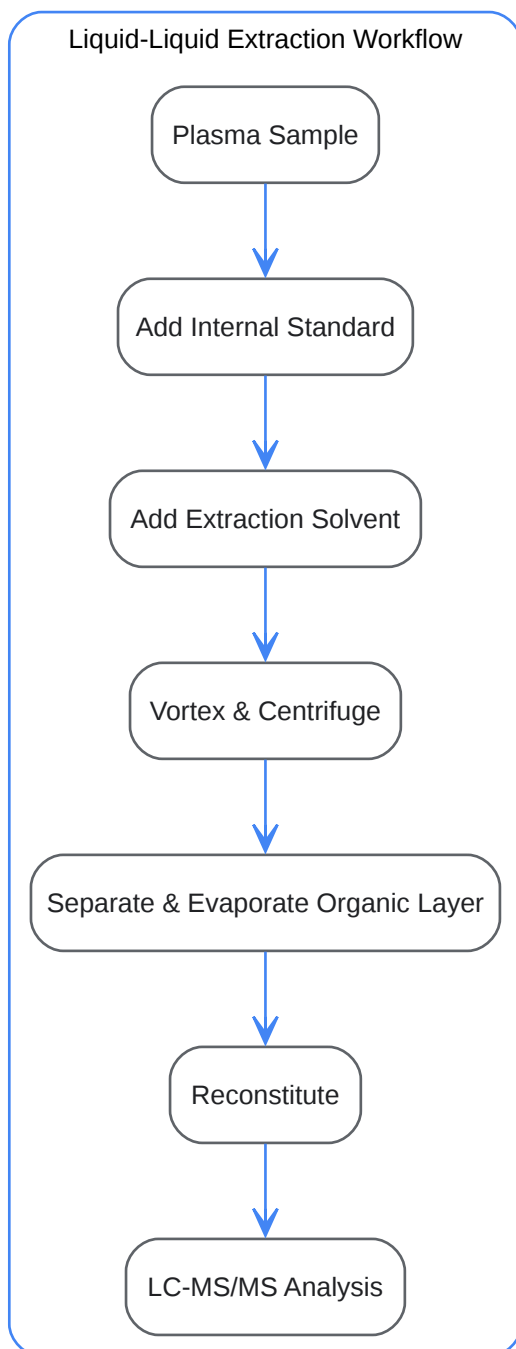 Liquid-Liquid Extraction Workflow
Plasma Sample
Add Internal Standard
Add Extraction Solvent
Vortex & Centrifuge
Separate & Evaporate Organic Layer
Reconstitute
LC-MS/MS Analysis